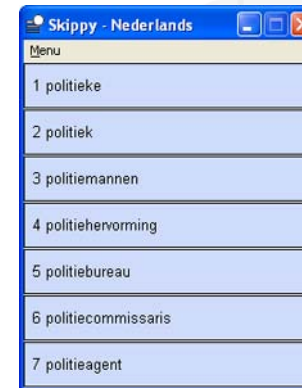 Skippy - Nederlands
Menu
1 politieke
2 politiek
3 politiemannen
4 politiehervorming
5 politiebureau
6 politiecommissaris
7 politieagent